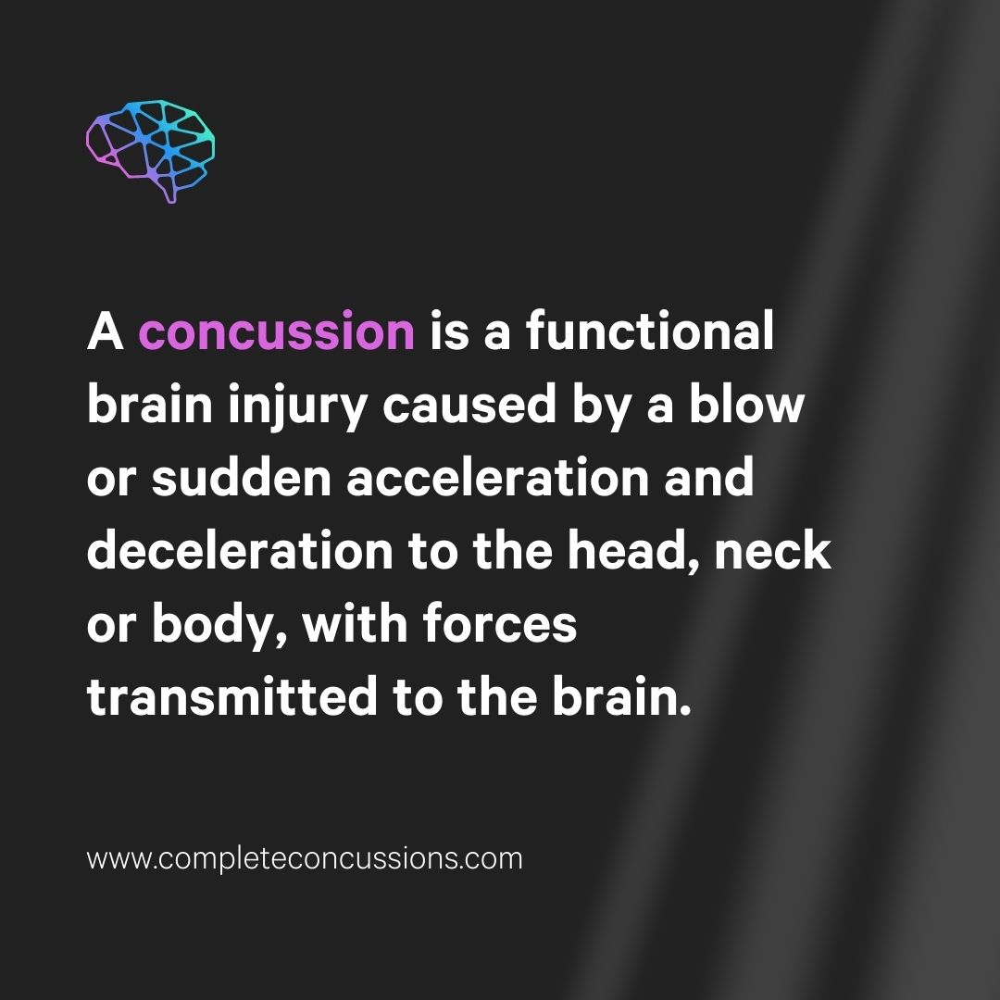 A concussion is a functional
brain injury caused by a blow
or sudden acceleration and
deceleration to the head, neck
or body, with forces
transmitted to the brain.
www.completeconcussions.com